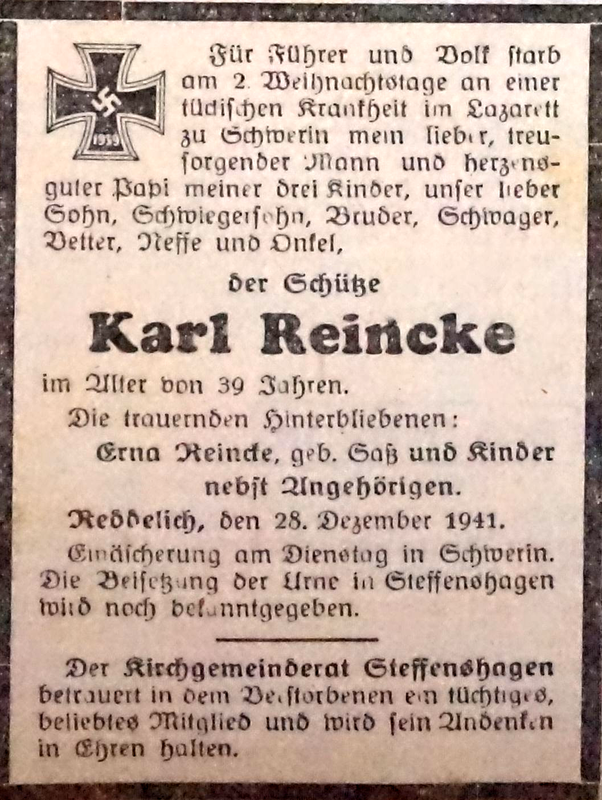 1939
Für Führer und Volk starb
am 2. Weihnachtstage an einer
tückischen Krankheit im Lazarett
zu Schwerin mein lieber, treu-
sorgender Mann und herzens-
guter Papi meiner drei Kinder, unser lieber
Sohn, Schwiegersohn, Bruder, Schwager,
Vetter, Neffe und Onkel,
der Schütze
Karl Reincke
im Alter von 39 Jahren.
Die trauernden Hinterbliebenen:
Erna Reincke, geb. Saß und Kinder
nebst Angehörigen.
Reddelich, den 28. Dezember 1941.
Einäscherung am Dienstag in Schwerin.
Die Beisetzung der Urne in Steffenshagen
wird noch bekanntgegeben.
Der Kirchgemeinderat Steffenshagen
betrauert in dem Verstorbenen ein tüchtiges,
beliebtes Mitglied und wird sein Andenken
in Ehren halten.